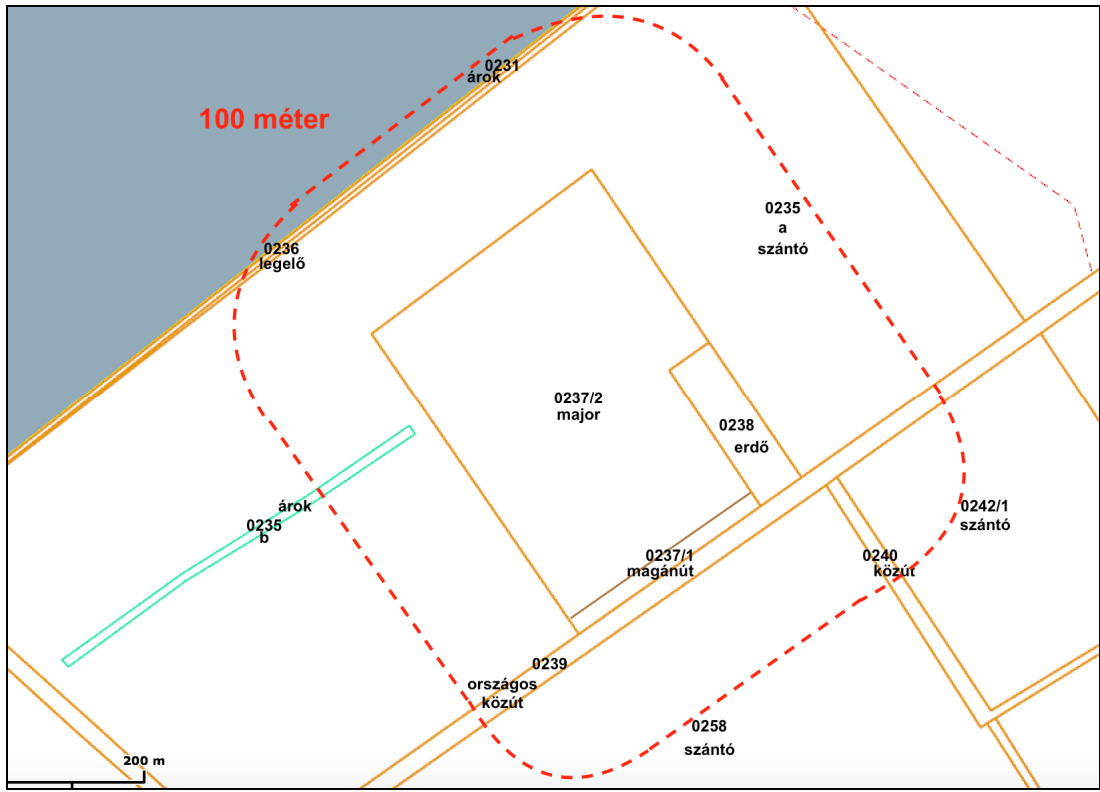 0231
árok
100 méter
0235
a
szántó
0236
legelő
0237/2
major
0238
erdő
árok
0235
b
0242/1
szántó
0237/1
magánút
0240
közút
0239
országos
közút
0258
szántó
200 m